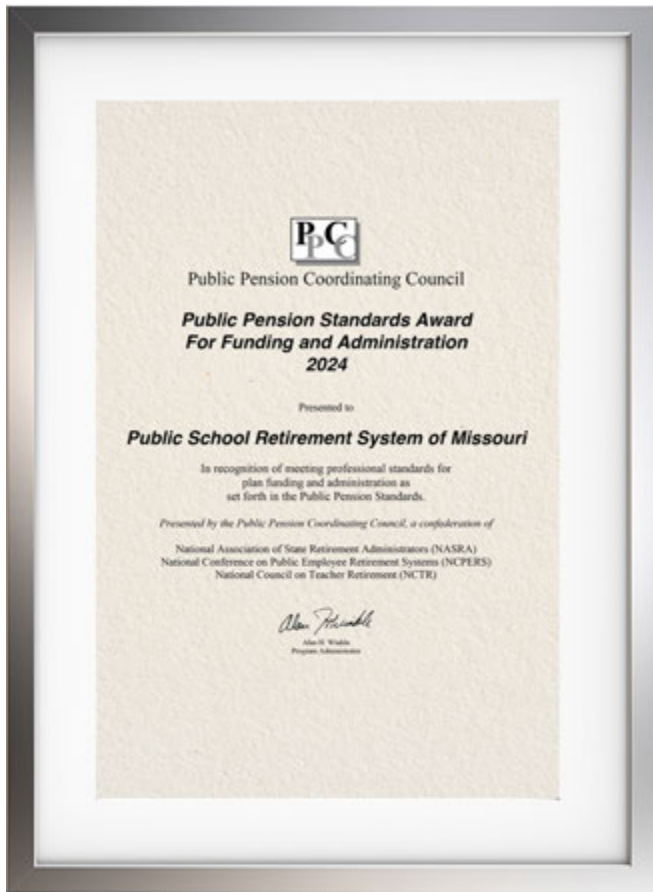 PPCC
Public Pension Coordinating Council
Public Pension Standards Award
For Funding and Administration
2024
Presented to
Public School Retirement System of Missouri
In recognition of meeting professional standards for
plan funding and administration as
set forth in the Public Pension Standards.
Presented by the Public Pension Coordinating Council, a confederation of
National Association of State Retirement Administrators (NASRA)
National Conference on Public Employee Retirement Systems (NCPERS)
National Council on Teacher Retirement (NCTR)
Alan H. Winkle
Alan H. Winkle
Program Administrator